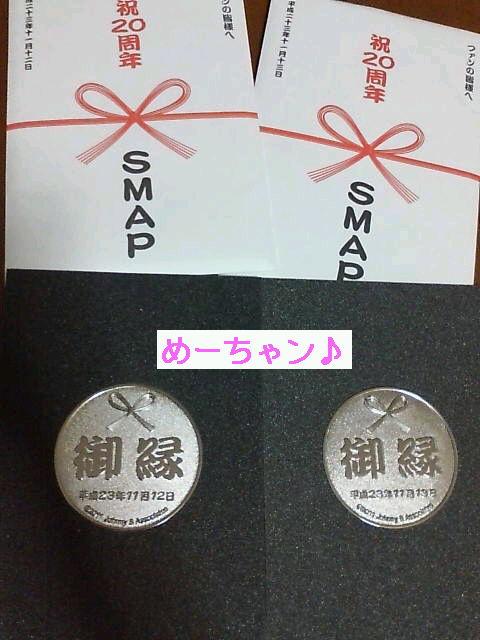 ファンの皆様へ
祝20周年
SMAP
平成二十三年十一月十二日
ファンの皆様へ
祝20周年
SMAP
平成二十三年十一月十三日
めーちゃン♪
御縁
平成23年11月12日
©2011 Johnny's Association
御縁
平成23年11月13日
©2011 Johnny's Association